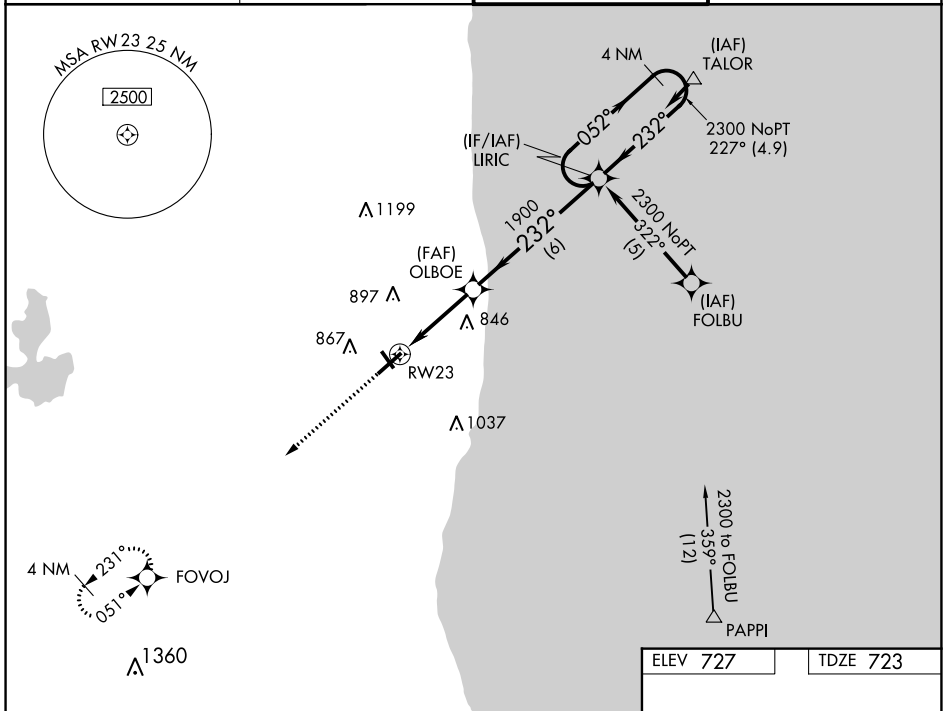 MSA RW23 25 NM
2500
4 NM
(IAF)
TALOR
052°
232°
2300 NoPT
227° (4.9)
(IF/IAF)
LIRIC
1199
1900
232°
(6)
2300 NoPT
322°
(5)
(FAF)
OLBOE
897
846
(IAF)
FOLBU
867
RW23
1037
2300 to FOLBU
359°
(12)
4 NM
231°
051°
FOVOJ
PAPPI
1360
ELEV 727
TDZE 723